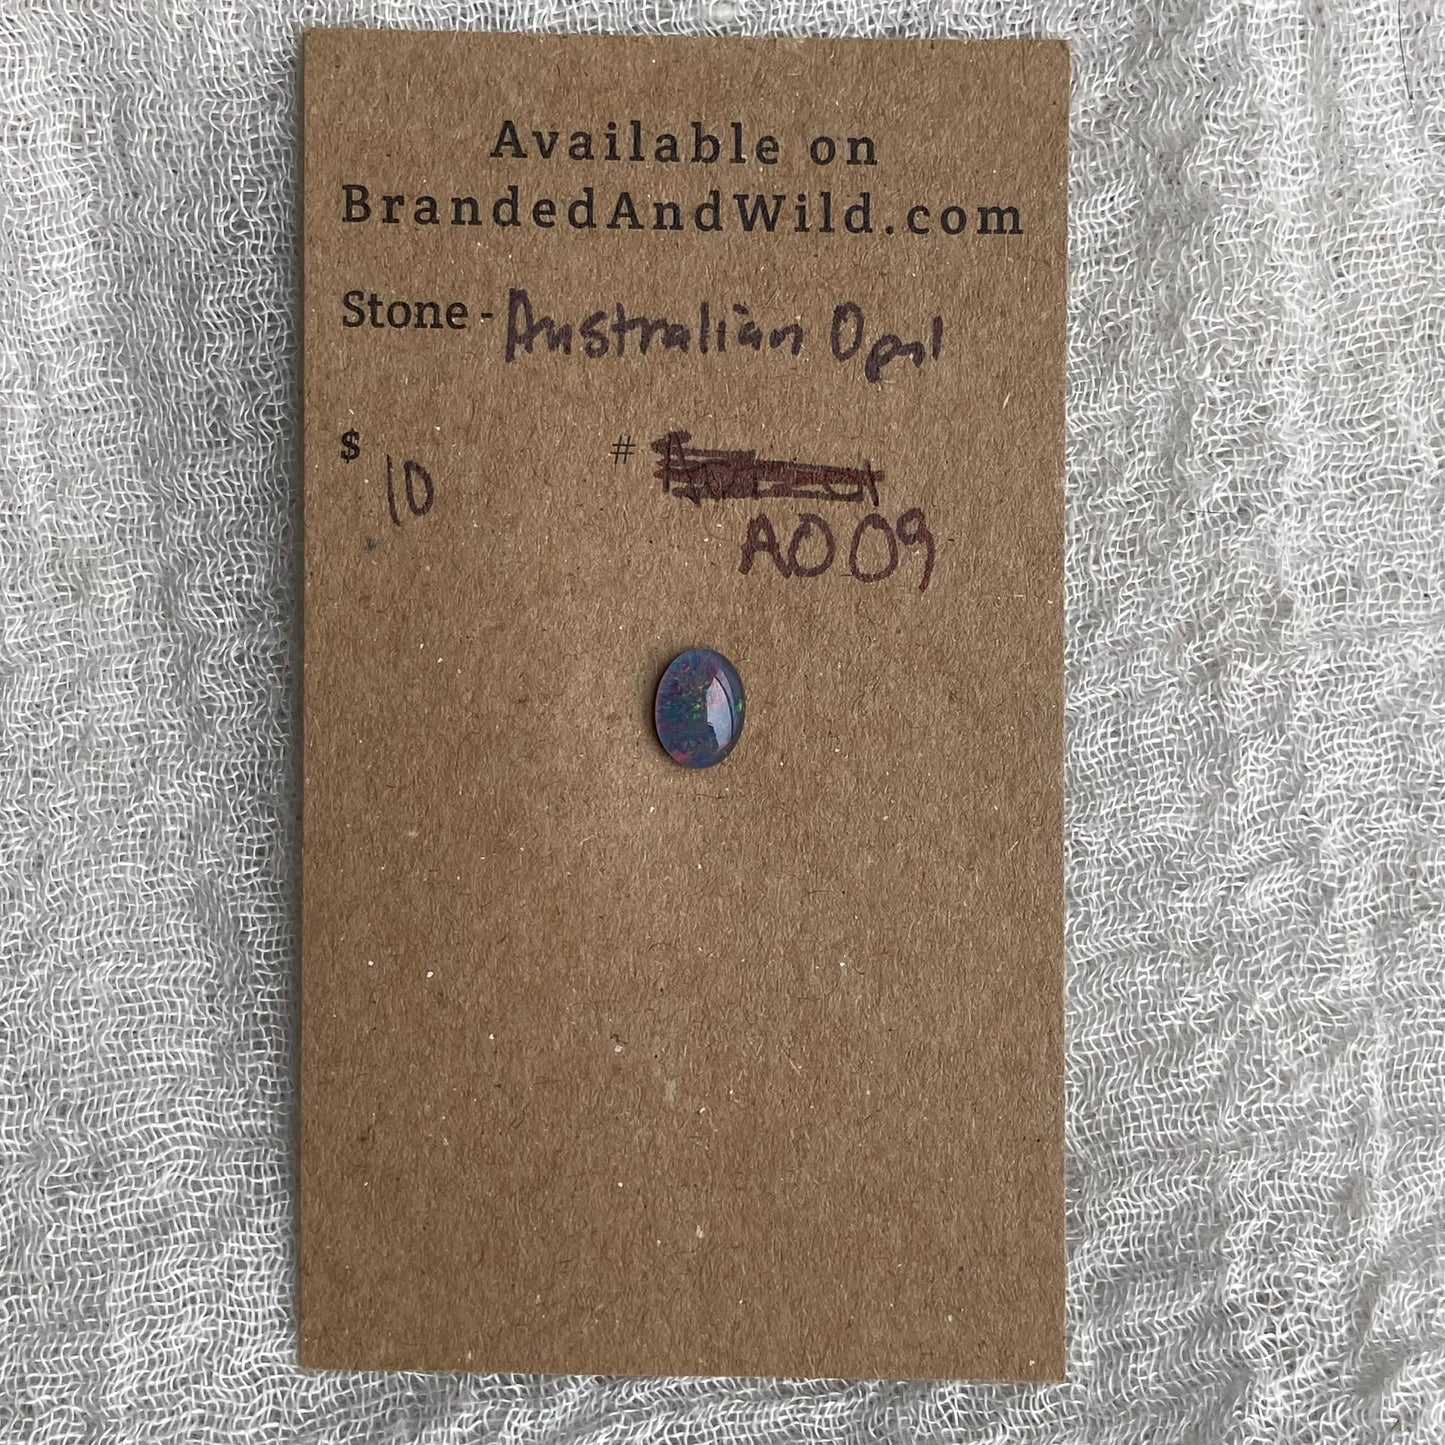 Available on
BrandedAndWild.com
Stone - Australian Opal
$ 10 #
A009